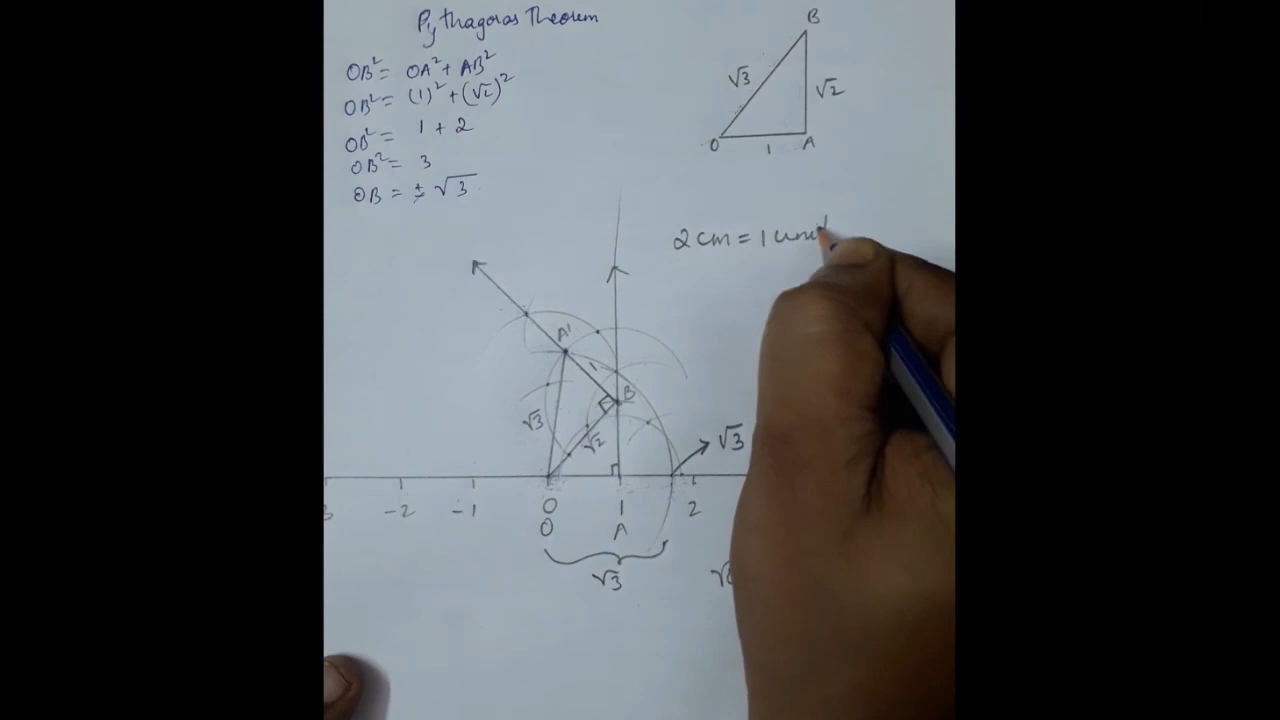 Pythagoras Theorem
OB² = OA² + AB²
OB² = (1)² + (√2)²
OB² = 1 + 2
OB² = 3
OB = ± √3
B
√3
√2
O
1
A
2 cm = 1 unit
A'
1
B
√3
√2
√3
-2 -1 0 1 2
O A
√3